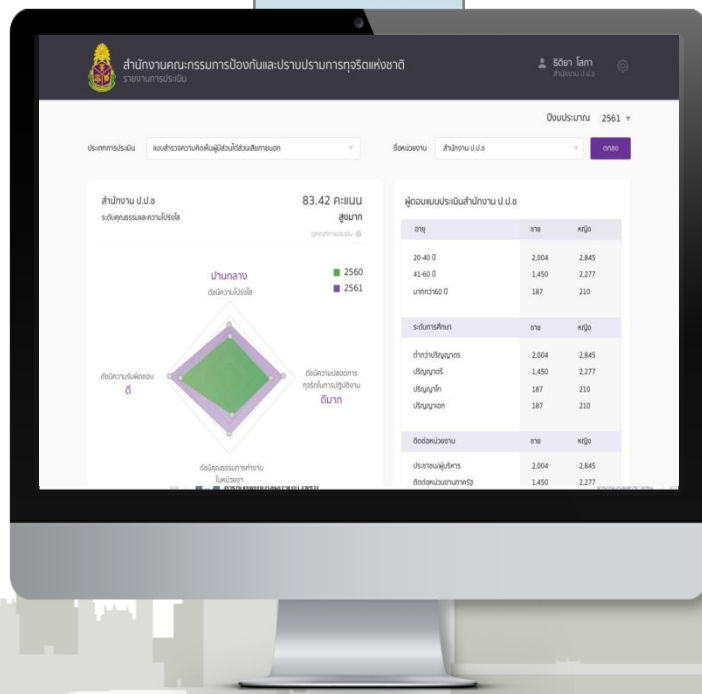 สำนักงานคณะกรรมการป้องกันและปราบปรามการทุจริตแห่งชาติ
รายงานการประเมิน
ธิติยา โสภา
สำนักงาน ป.ป.ช
ปีงบประมาณ 2561
ประเภทการประเมิน แบบสำรวจความคิดเห็นผู้มีส่วนได้ส่วนเสียภายนอก
ชื่อหน่วยงาน สำนักงาน ป.ป.ช ตกลง
สำนักงาน ป.ป.ช 83.42 คะแนน
ระดับคุณธรรมและความโปร่งใส สูงมาก
ดูเกณฑ์การประเมิน
2560
2561
ปานกลาง
ดัชนีความโปร่งใส
ดัชนีความรับผิดชอบ
ดี
ดัชนีความปลอดการ
ทุจริตในการปฏิบัติงาน
ดีมาก
ดัชนีคุณธรรมการทำงาน
ในหน่วยงา
ผู้ตอบแบบประเมินสำนักงาน ป.ป.ช
อายุ ชาย หญิง
20-40 ปี 2,004 2,845
41-60 ปี 1,450 2,277
มากกว่า60 ปี 187 210
ระดับการศึกษา ชาย หญิง
ต่ำกว่าปริญญาตร 2,004 2,845
ปริญญาตรี 1,450 2,277
ปริญญาโท 187 210
ปริญญาเอก 187 210
ติดต่อหน่วยงาน ชาย หญิง
ประชาชน/ผู้บริหาร 2,004 2,845
ติดต่อหน่วนงานภาครัฐ 1,450 2,277